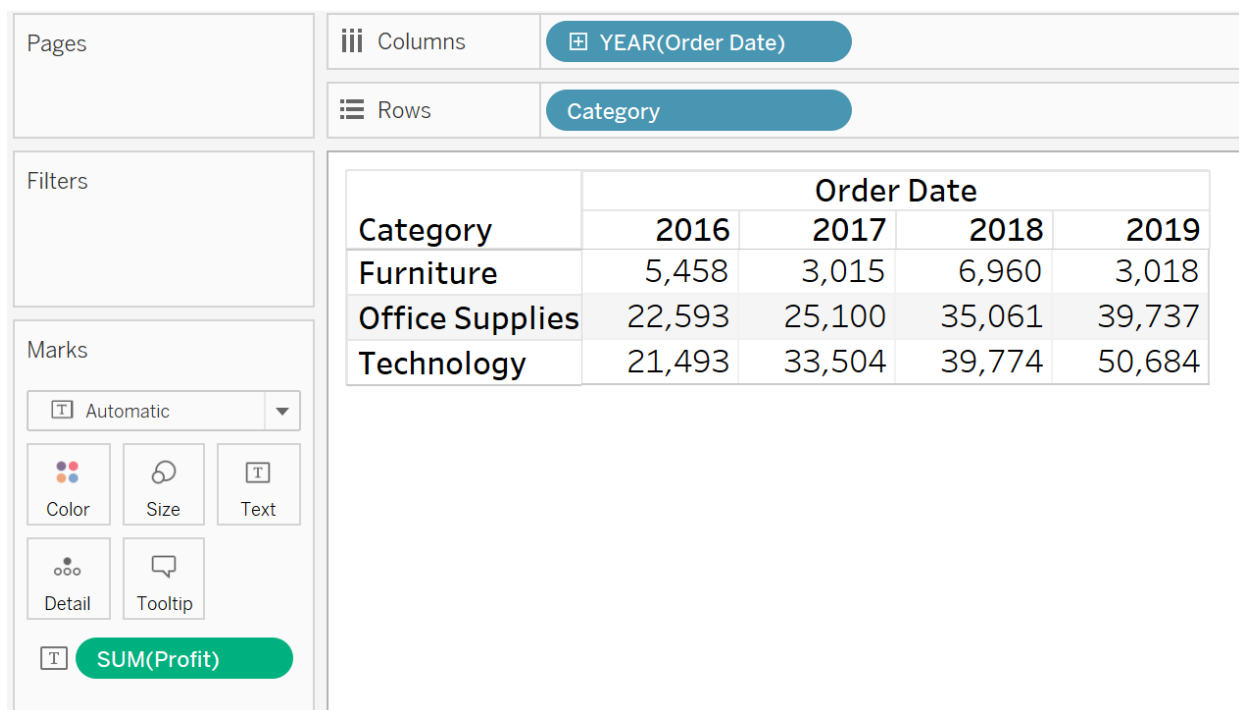 Pages
Columns
YEAR(Order Date)
Rows
Category
Filters
Order Date
Category 2016 2017 2018 2019
Furniture 5,458 3,015 6,960 3,018
Office Supplies 22,593 25,100 35,061 39,737
Technology 21,493 33,504 39,774 50,684
Marks
T Automatic
Color Size T Text
Detail Tooltip
T SUM(Profit)